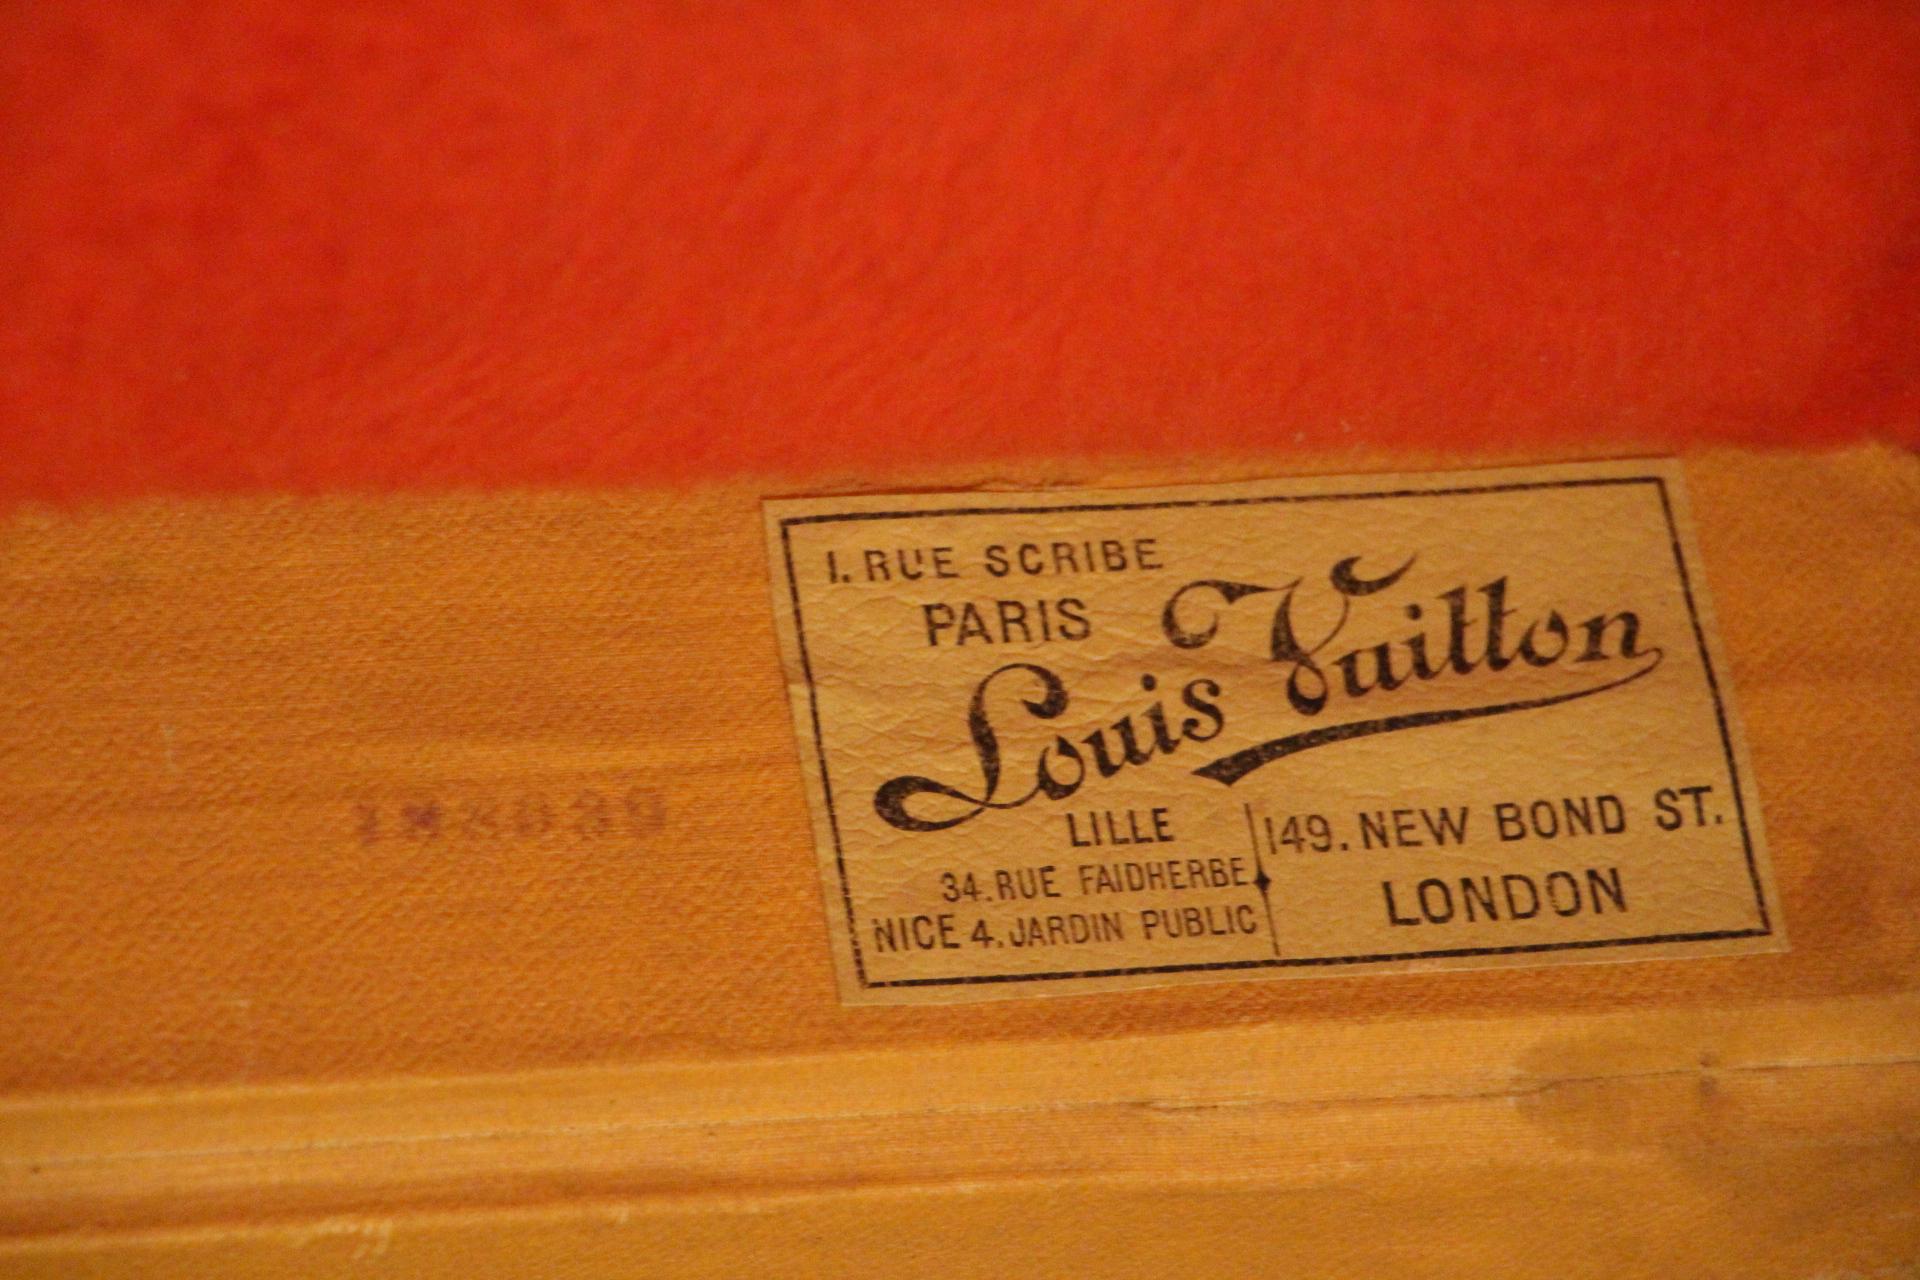 1. RUE SCRIBE
PARIS
Louis Vuitton
LILLE
34. RUE FAIDHERBE
NICE 4. JARDIN PUBLIC
149. NEW BOND ST.
LONDON